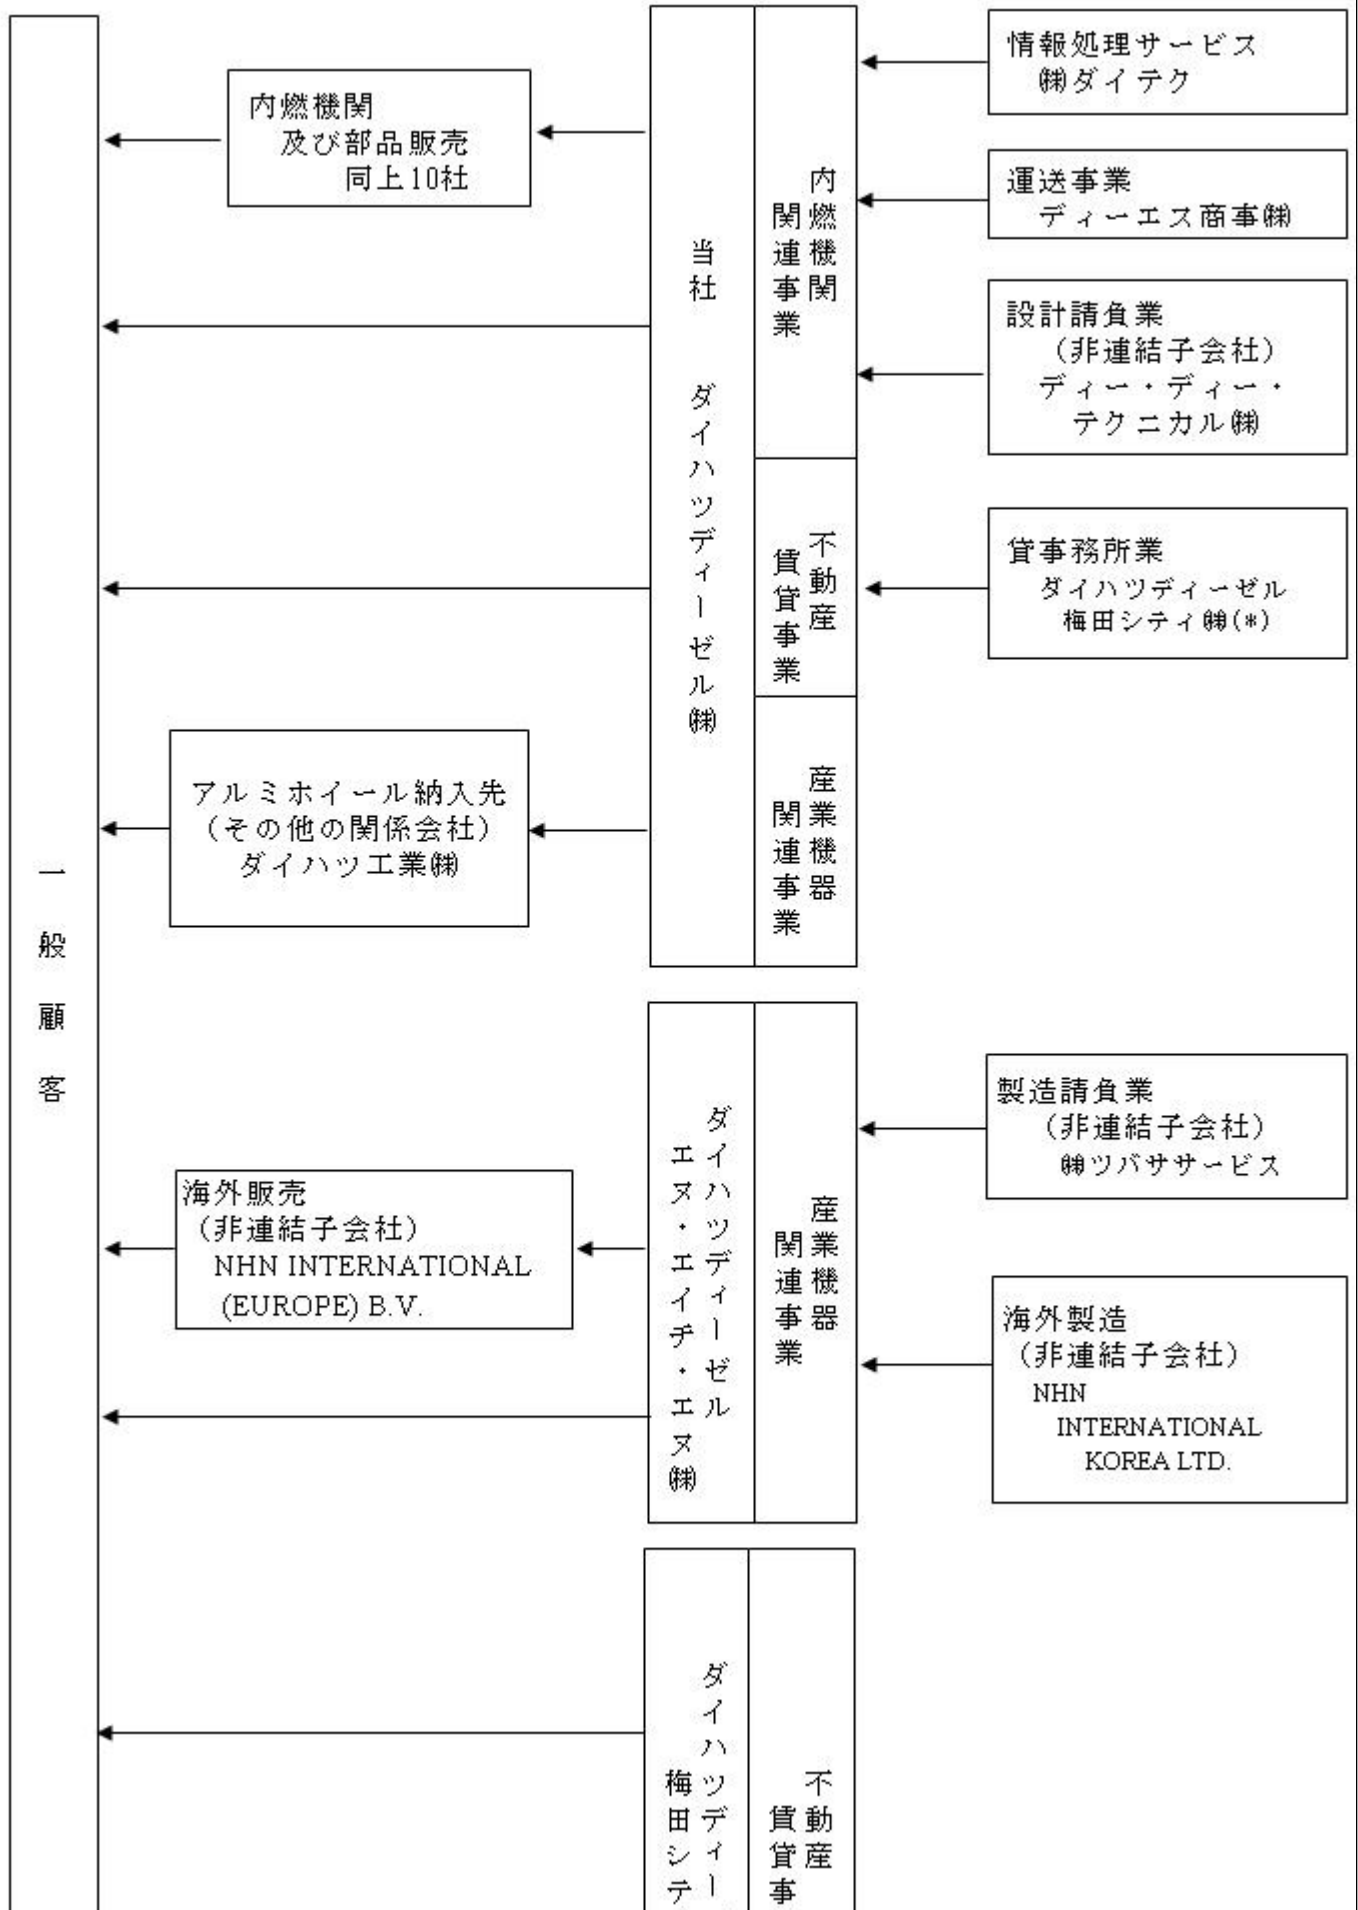 一般顧客
内燃機関
及び部品販売
同上10社
アルミホイール納入先
(その他の関係会社)
ダイハツ工業㈱
海外販売
(非連結子会社)
NHN INTERNATIONAL
(EUROPE) B.V.
当社 ダイハツディーゼル㈱
内燃機関
関連事業
不動産
賃貸事業
産業機器
関連事業
ダイハツディーゼル
エヌ・エイチ・エヌ㈱
産業機器
関連事業
ダイハツディー
梅田シテ
不動産
賃貸事
情報処理サービス
㈱ダイテク
運送事業
ディーエス商事㈱
設計請負業
(非連結子会社)
ディー・ディー・
テクニカル㈱
貸事務所業
ダイハツディーゼル
梅田シティ㈱(*)
製造請負業
(非連結子会社)
㈱ツバササービス
海外製造
(非連結子会社)
NHN
INTERNATIONAL
KOREA LTD.